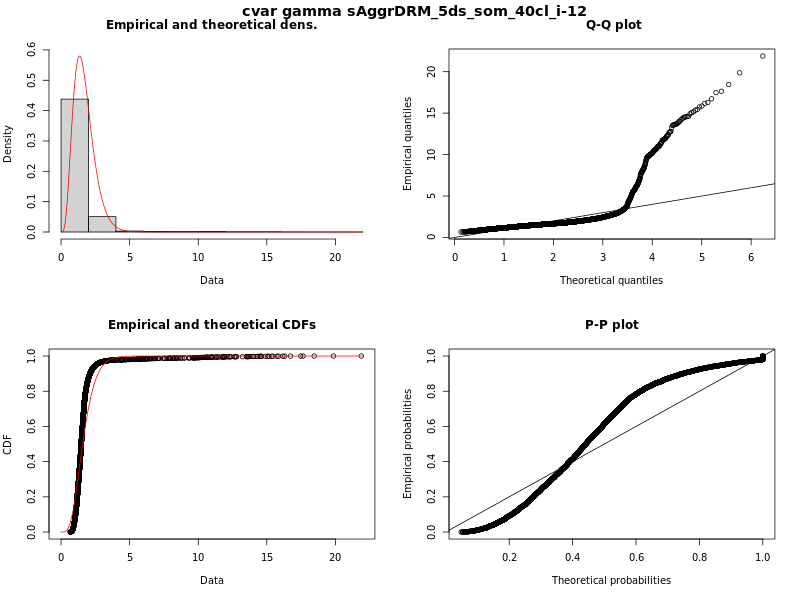 cvar gamma sAggrDRM_5ds_som_40cl_i-12
Empirical and theoretical dens.
Density
0.0 0.1 0.2 0.3 0.4 0.5 0.6
0 5 10 15 20
Data
Q-Q plot
Empirical quantiles
0 5 10 15 20
0 1 2 3 4 5 6
Theoretical quantiles
Empirical and theoretical CDFs
CDF
0.0 0.2 0.4 0.6 0.8 1.0
0 5 10 15 20
Data
P-P plot
Empirical probabilities
0.0 0.2 0.4 0.6 0.8 1.0
0.2 0.4 0.6 0.8 1.0
Theoretical probabilities